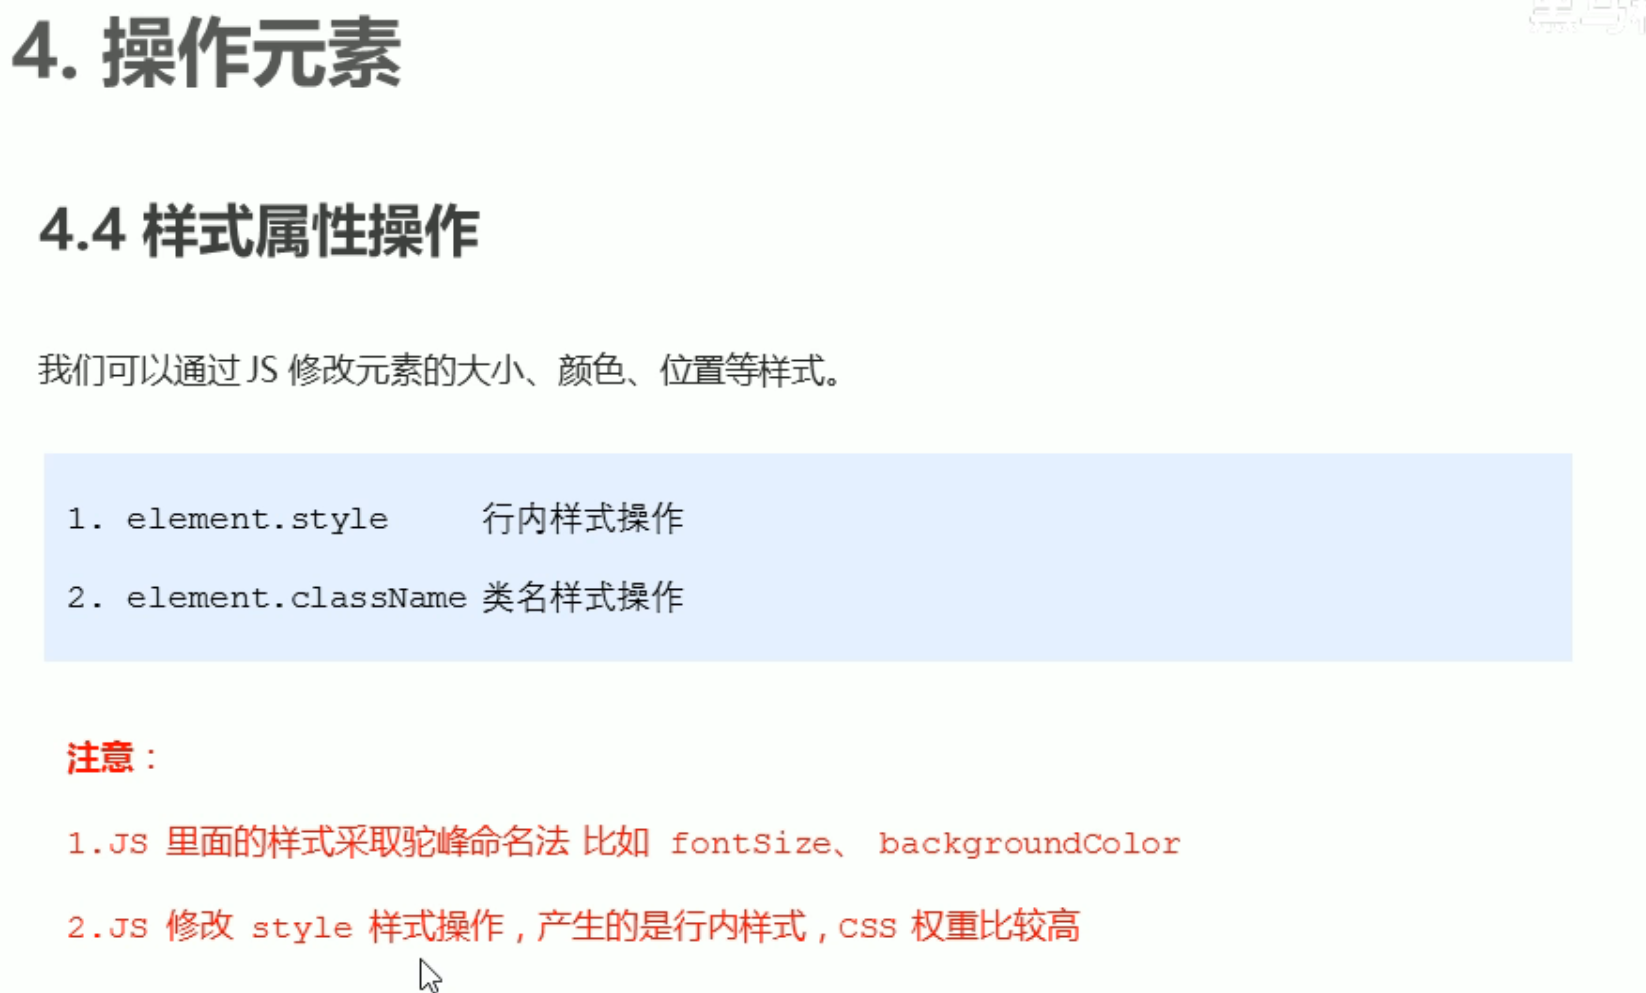 4. 操作元素
4.4 样式属性操作
我们可以通过 JS 修改元素的大小、颜色、位置等样式。
1. element.style 行内样式操作
2. element.className 类名样式操作
注意：
1.JS 里面的样式采取驼峰命名法 比如 fontSize、 backgroundColor
2.JS 修改 style 样式操作，产生的是行内样式，CSS 权重比较高